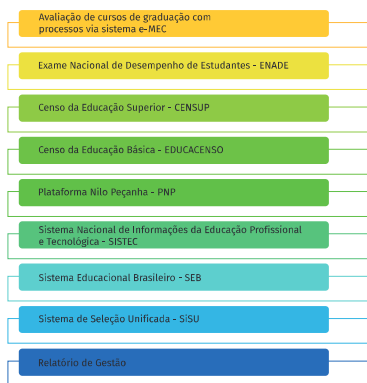 Avaliação de cursos de graduação com
processos via sistema e-MEC
Exame Nacional de Desempenho de Estudantes - ENADE
Censo da Educação Superior - CENSUP
Censo da Educação Básica - EDUCACENSO
Plataforma Nilo Peçanha - PNP
Sistema Nacional de Informações da Educação Profissional
e Tecnológica - SISTEC
Sistema Educacional Brasileiro - SEB
Sistema de Seleção Unificada - SiSU
Relatório de Gestão